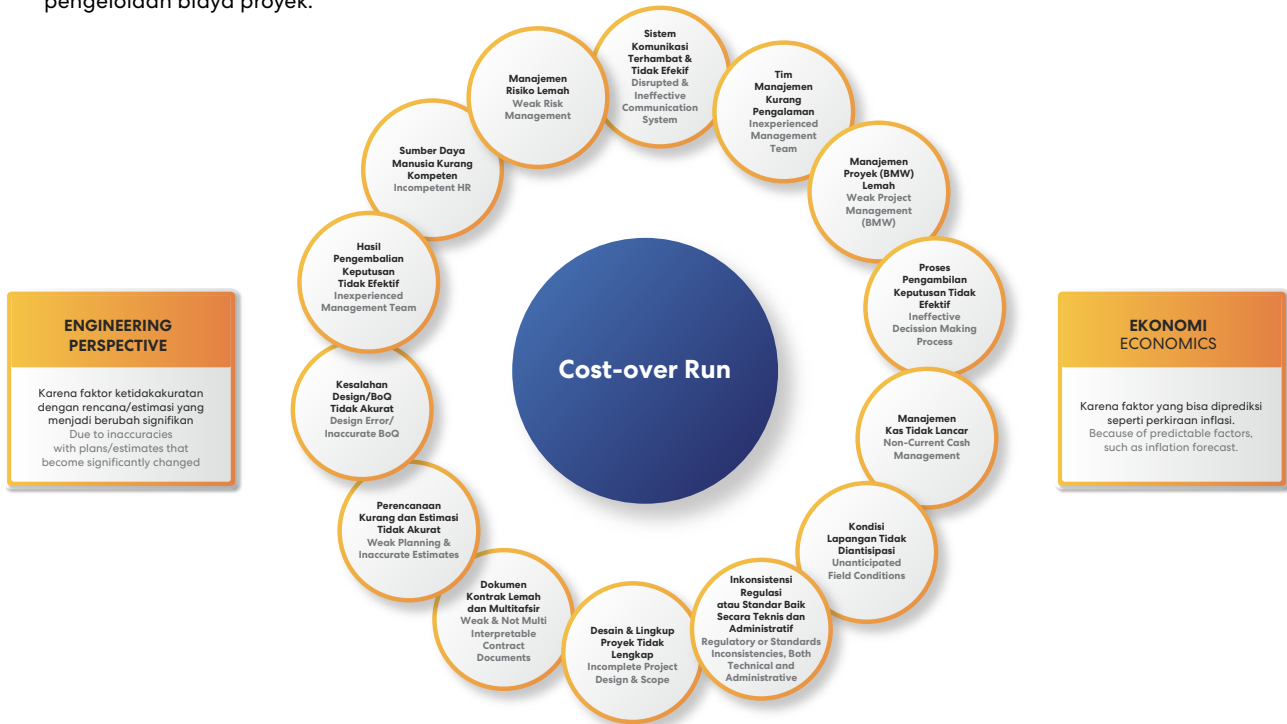 pengelolaan biaya proyek.
Sistem
Komunikasi
Terhambat &
Tidak Efekif
Disrupted &
Ineffective
Communication
System
Tim
Manajemen
Kurang
Pengalaman
Inexperienced
Management
Team
Manajemen
Proyek (BMW)
Lemah
Weak Project
Management
(BMW)
Proses
Pengambilan
Keputusan Tidak
Efektif
Ineffective
Decission Making
Process
Manajemen
Kas Tidak Lancar
Non-Current Cash
Management
Kondisi
Lapangan Tidak
Diantisipasi
Unanticipated
Field Conditions
Inkonsistensi
Regulasi
atau Standar Baik
Secara Teknis dan
Administratif
Regulatory or Standards
Inconsistencies, Both
Technical and
Administrative
Desain & Lingkup
Proyek Tidak
Lengkap
Incomplete Project
Design & Scope
Dokumen
Kontrak Lemah
dan Multitafsir
Weak & Not Multi
Interpretable
Contract
Documents
Perencanaan
Kurang dan Estimasi
Tidak Akurat
Weak Planning &
Inaccurate Estimates
Kesalahan
Design/BoQ
Tidak Akurat
Design Error/
Inaccurate BoQ
Hasil
Pengembalian
Keputusan
Tidak Efektif
Inexperienced
Management Team
Sumber Daya
Manusia Kurang
Kompeten
Incompetent HR
Manajemen
Risiko Lemah
Weak Risk
Management
Cost-over Run
ENGINEERING
PERSPECTIVE
Karena faktor ketidakakuratan
dengan rencana/estimasi yang
menjadi berubah signifikan
Due to inaccuracies
with plans/estimates that
become significantly changed
EKONOMI
ECONOMICS
Karena faktor yang bisa diprediksi
seperti perkiraan inflasi.
Because of predictable factors,
such as inflation forecast.